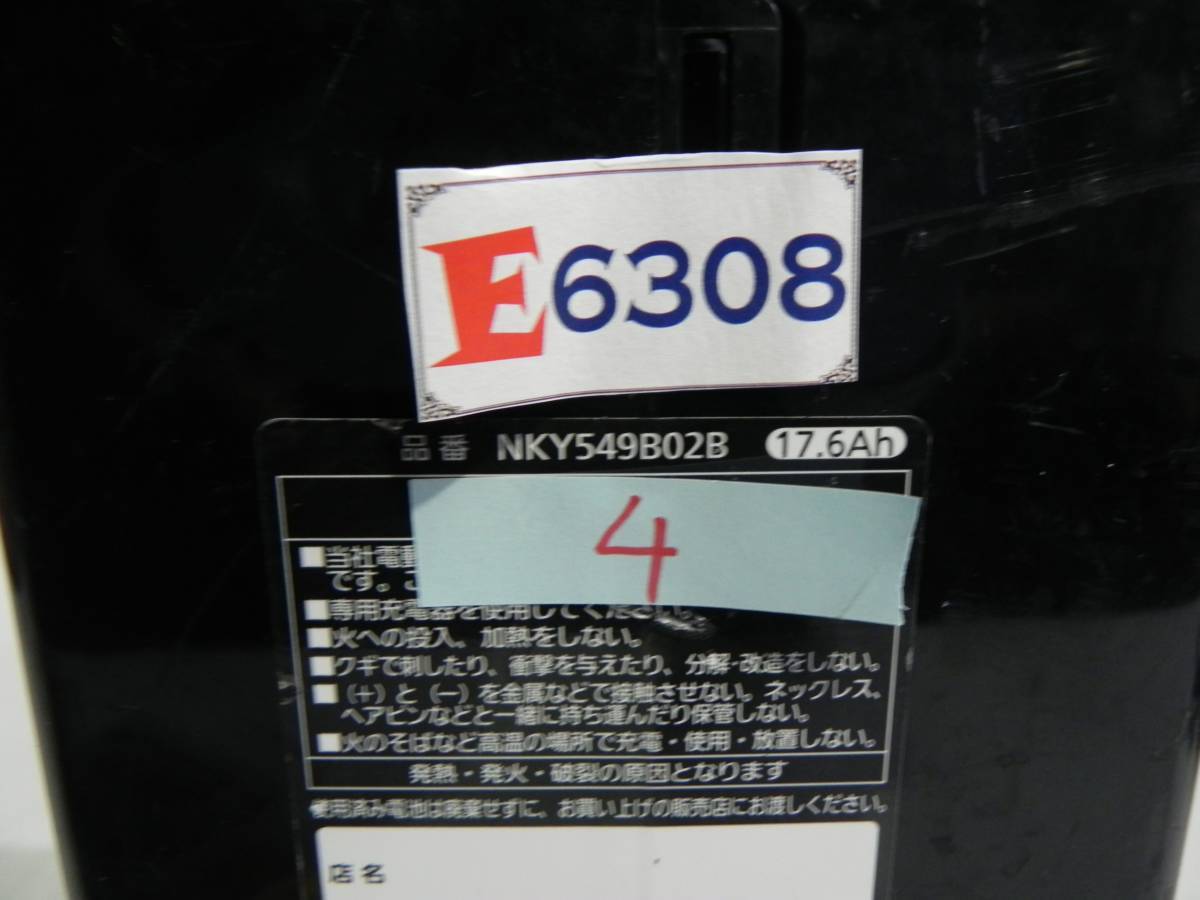 E6308
品番 NKY549B02B 17.6Ah
4
■当社電動
です。こ
■専用充電器を使用してください。
■火への投入、加熱をしない。
■クギで刺したり、衝撃を与えたり、分解・改造をしない。
■(+)と(−)を金属などで接触させない。ネックレス、
ヘアピンなどと一緒に持ち運んだり保管しない。
■火のそばなど高温の場所で充電・使用・放置しない。
発熱・発火・破裂の原因となります
使用済み電池は廃棄せずに、お買い上げの販売店にお渡しください。
店名